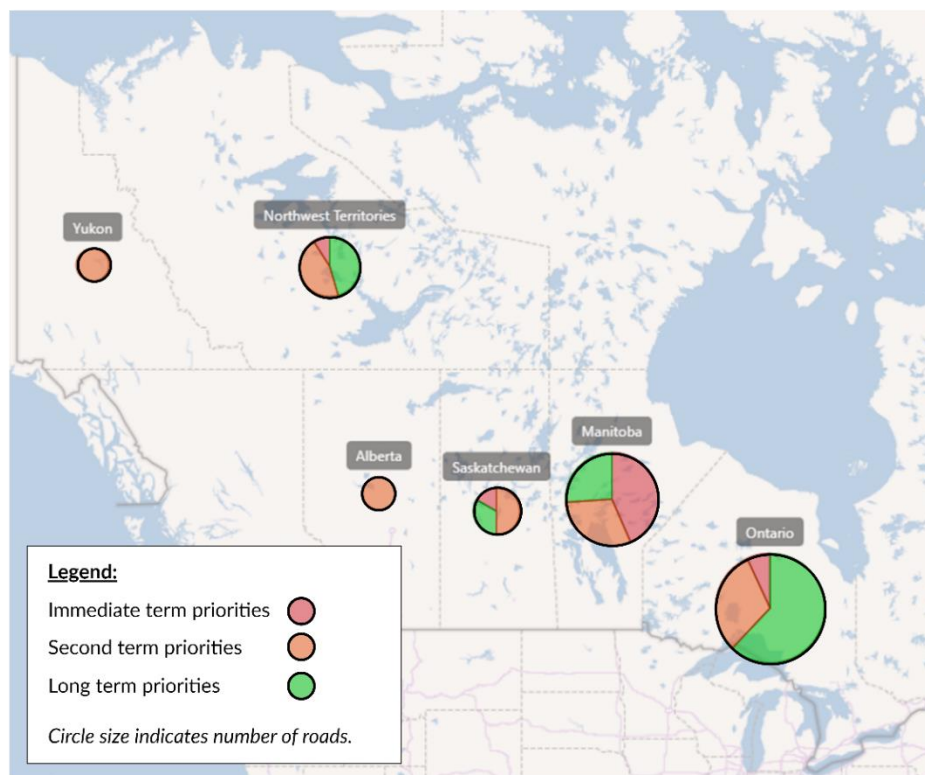 Northwest Territories
Yukon
Manitoba
Alberta
Saskatchewan
Ontario
Legend:
Immediate term priorities
Second term priorities
Long term priorities
Circle size indicates number of roads.